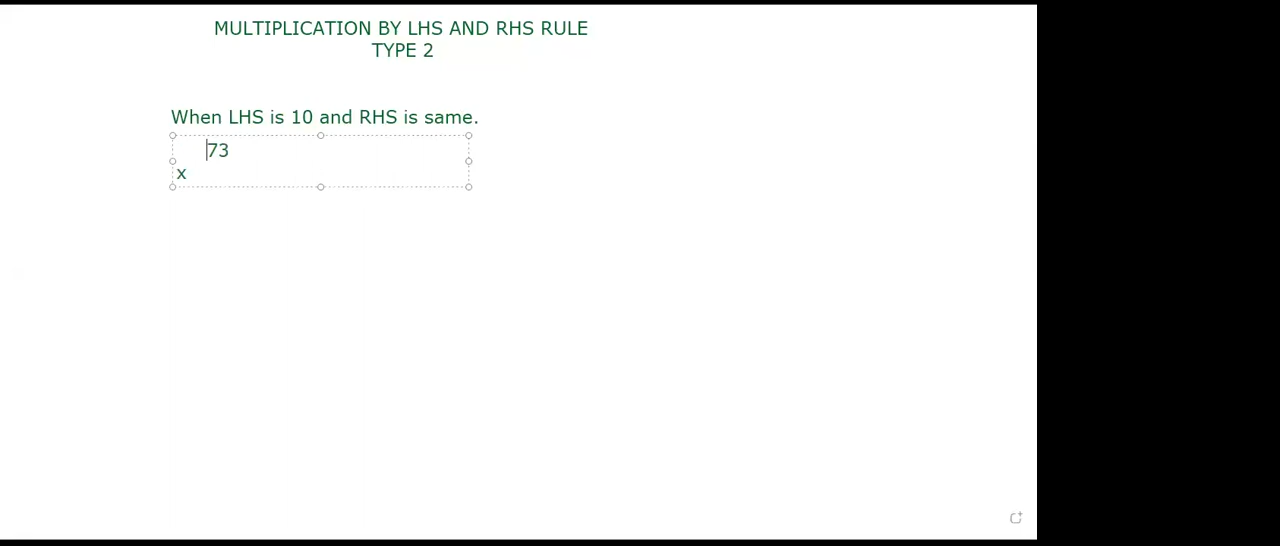 MULTIPLICATION BY LHS AND RHS RULE
TYPE 2
When LHS is 10 and RHS is same.
73
x